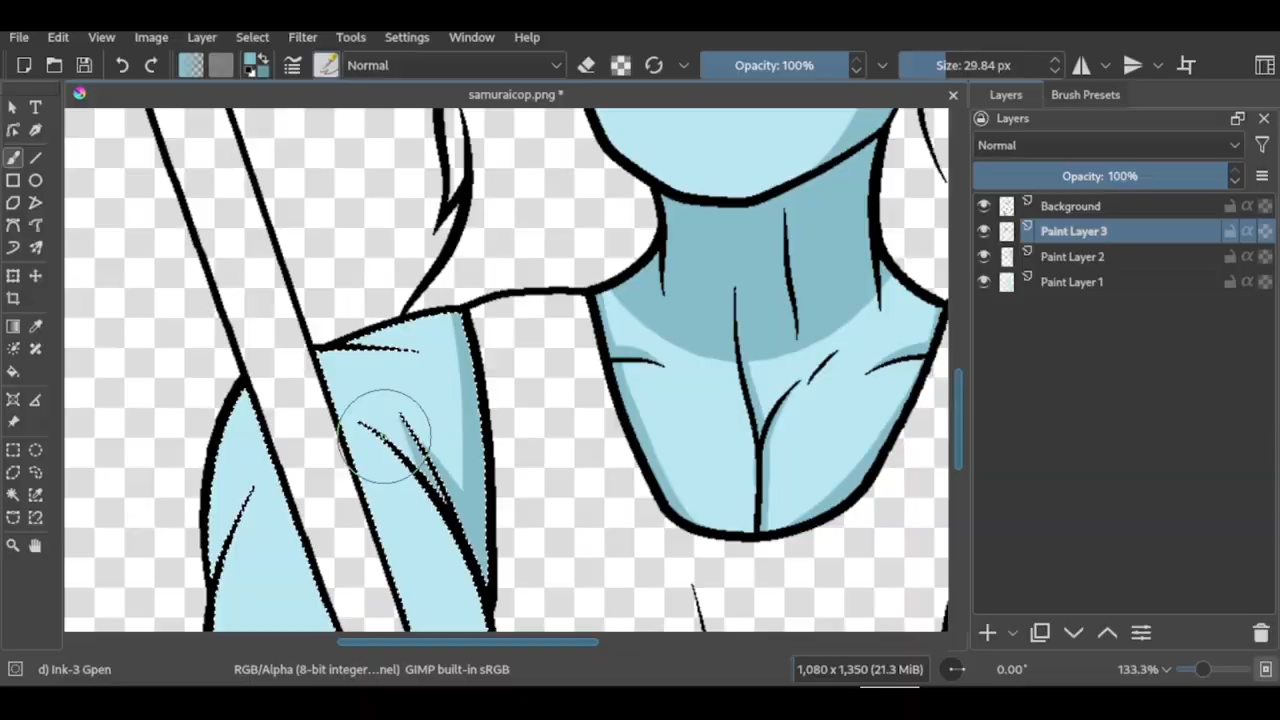 File Edit View Image Layer Select Filter Tools Settings Window Help
Normal
Opacity: 100%
Size: 29.84 px
samuraicop.png *
Layers Brush Presets
Layers
Normal
Opacity: 100%
Background
Paint Layer 3
Paint Layer 2
Paint Layer 1
d) Ink-3 Gpen
RGB/Alpha (8-bit integer...nel) GIMP built-in sRGB
1,080 x 1,350 (21.3 MiB)
0.00°
133.3%